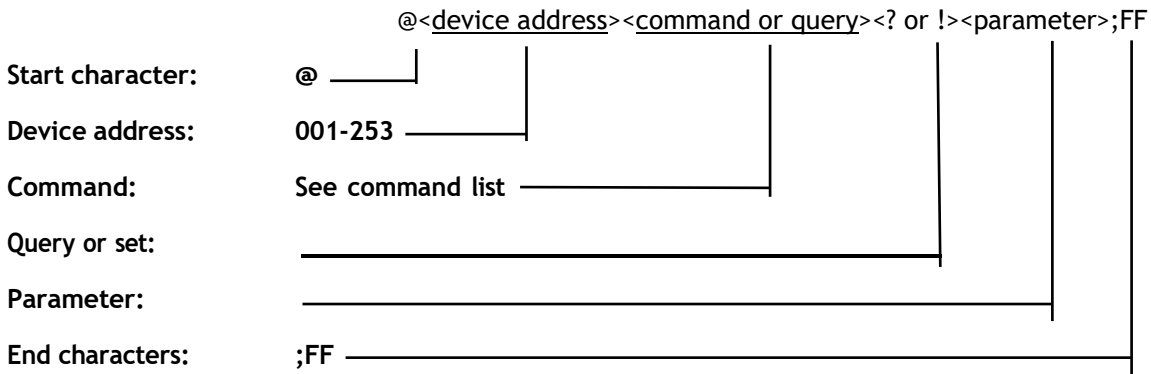 @<device address><command or query><? or !><parameter>;FF
Start character: @
Device address: 001-253
Command: See command list
Query or set:
Parameter:
End characters: ;FF